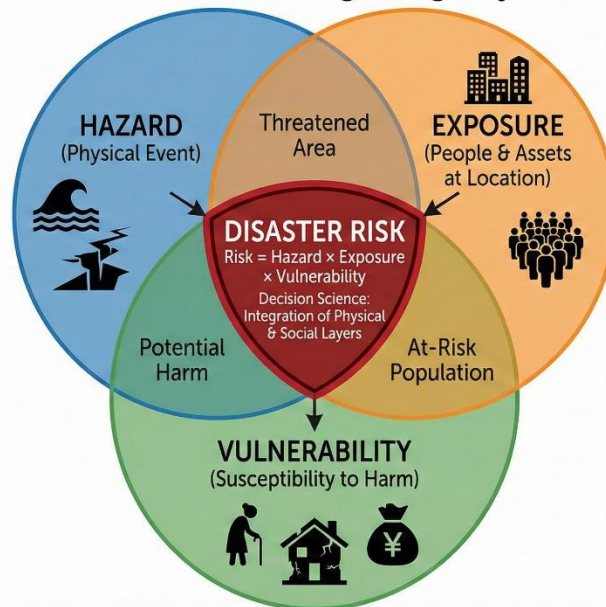 HAZARD
(Physical Event)
Threatened
Area
EXPOSURE
(People & Assets
at Location)
DISASTER RISK
Risk = Hazard × Exposure
× Vulnerability
Decision Science:
Integration of Physical
& Social Layers
Potential
Harm
At-Risk
Population
VULNERABILITY
(Susceptibility to Harm)
¥